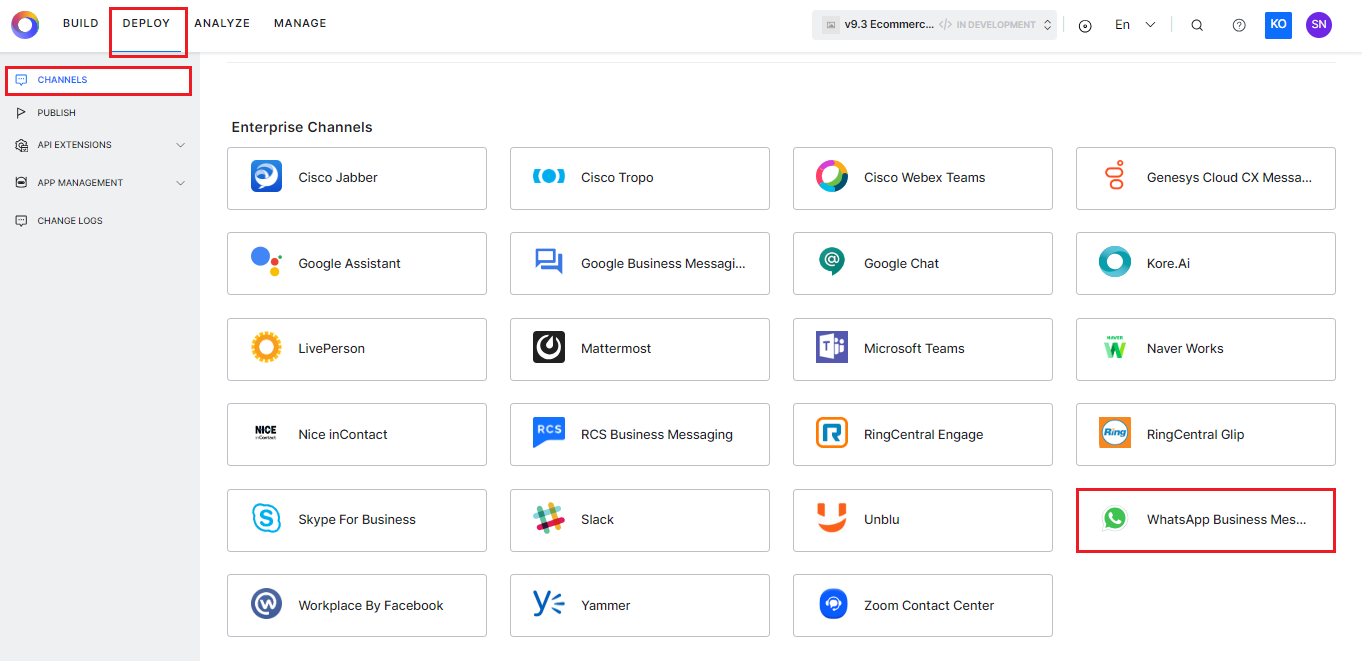 BUILD DEPLOY ANALYZE MANAGE v9.3 Ecommerc... </> IN DEVELOPMENT En KO SN
CHANNELS
PUBLISH
API EXTENSIONS
APP MANAGEMENT
CHANGE LOGS
Enterprise Channels
Cisco Jabber
Cisco Tropo
Cisco Webex Teams
Genesys Cloud CX Messa...
Google Assistant
Google Business Messagi...
@ Google Chat
Kore.Ai
LivePerson
Mattermost
T Microsoft Teams
NAVER
W Naver Works
NICE
inContact
Nice inContact
RCS RCS Business Messaging
R RingCentral Engage
Ring RingCentral Glip
S Skype For Business
Slack
Unblu
WhatsApp Business Mes...
W Workplace By Facebook
Yammer
Zoom Contact Center